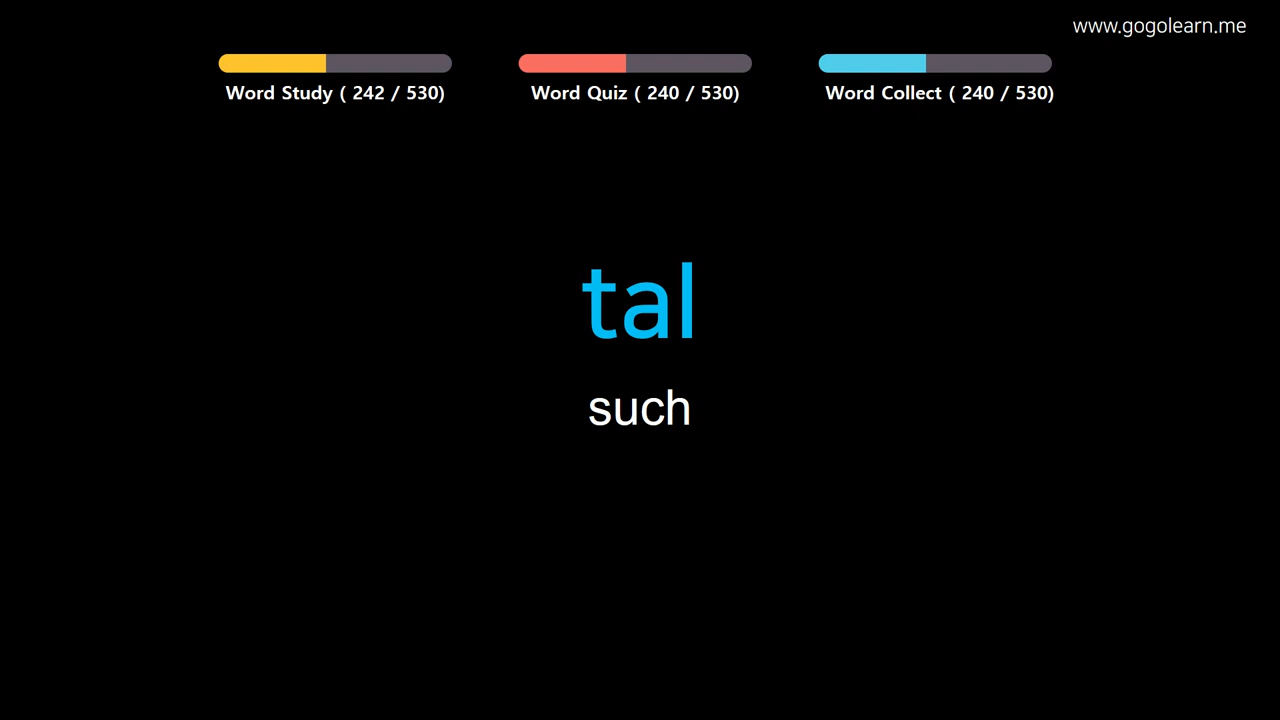 www.gogolearn.me
Word Study ( 242 / 530)
Word Quiz ( 240 / 530)
Word Collect ( 240 / 530)
tal
such